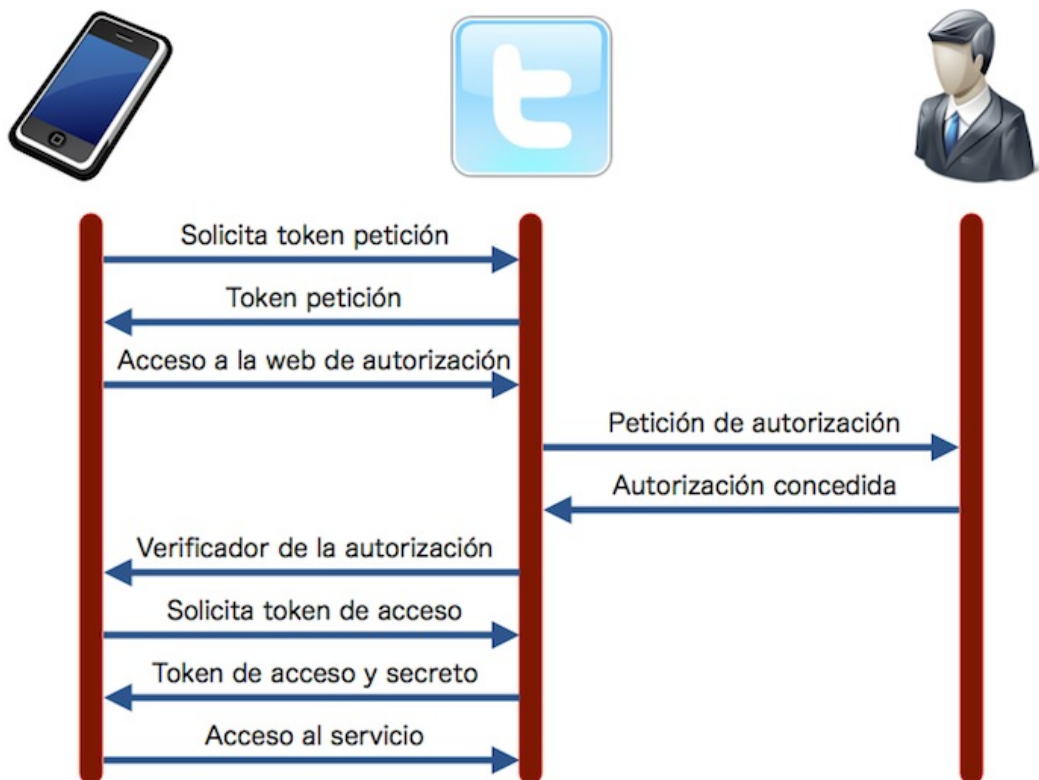 t
Solicita token petición
Token petición
Acceso a la web de autorización
Petición de autorización
Autorización concedida
Verificador de la autorización
Solicita token de acceso
Token de acceso y secreto
Acceso al servicio